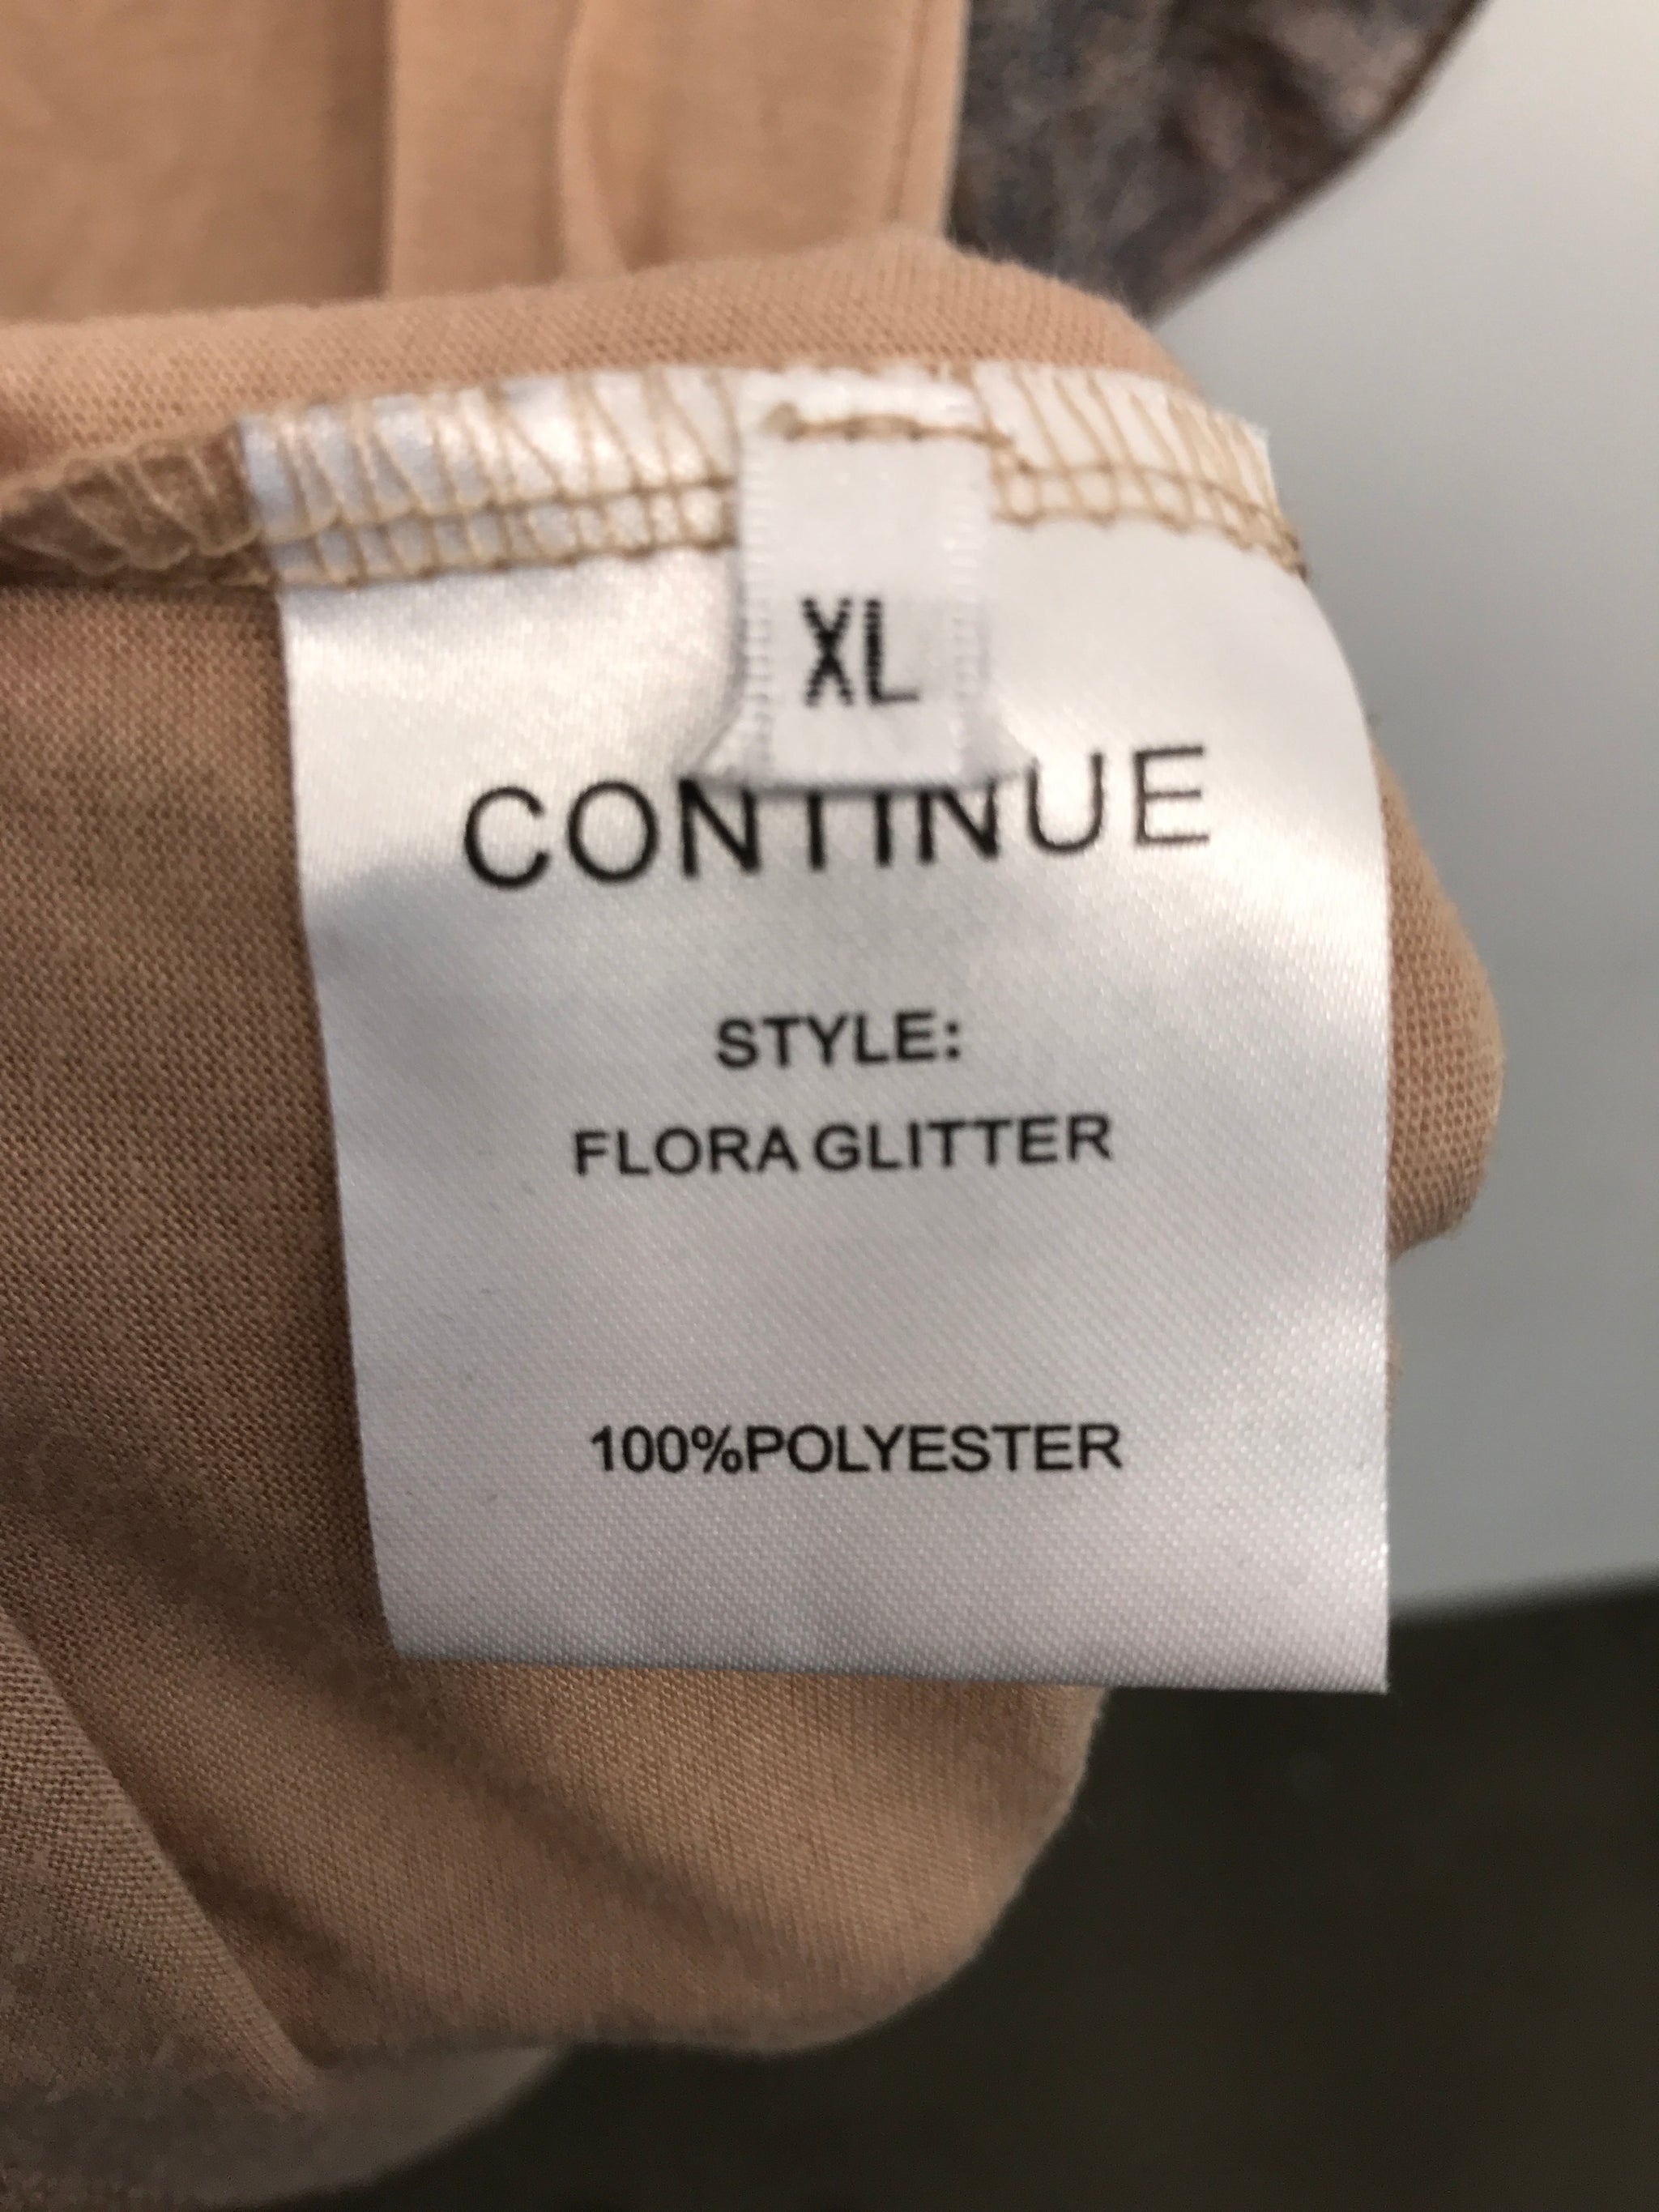 XL
CONTINUE
STYLE:
FLORA GLITTER
100%POLYESTER